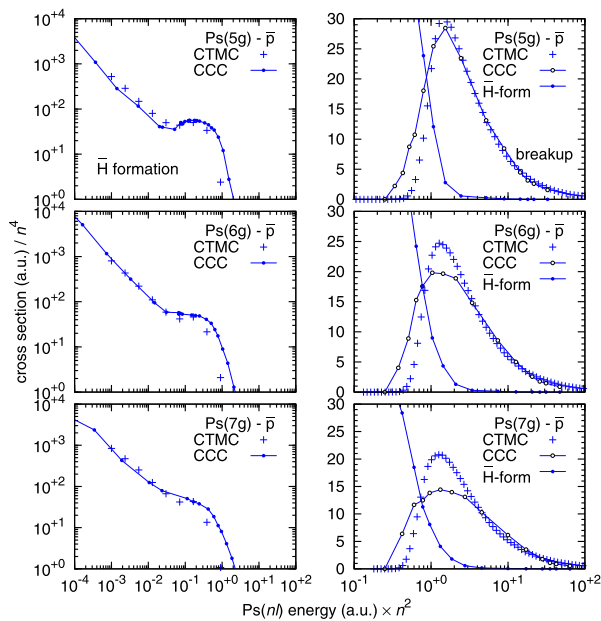 cross section (a.u.) / n⁴
10⁺⁴
10⁺³
10⁺²
10⁺¹
10⁺⁰
Ps(5g) - p̅
CTMC
CCC
H̅ formation
30
25
20
15
10
5
0
Ps(5g) - p̅
CTMC
CCC
H̅-form
breakup
10⁺⁴
10⁺³
10⁺²
10⁺¹
10⁺⁰
Ps(6g) - p̅
CTMC
CCC
30
25
20
15
10
5
0
Ps(6g) - p̅
CTMC
CCC
H̅-form
10⁺⁴
10⁺³
10⁺²
10⁺¹
10⁺⁰
Ps(7g) - p̅
CTMC
CCC
10⁻⁴ 10⁻³ 10⁻² 10⁻¹ 10⁺⁰ 10⁺¹ 10⁺²
30
25
20
15
10
5
0
Ps(7g) - p̅
CTMC
CCC
H̅-form
10⁻¹ 10⁺⁰ 10⁺¹ 10⁺²
Ps(nl) energy (a.u.) × n²